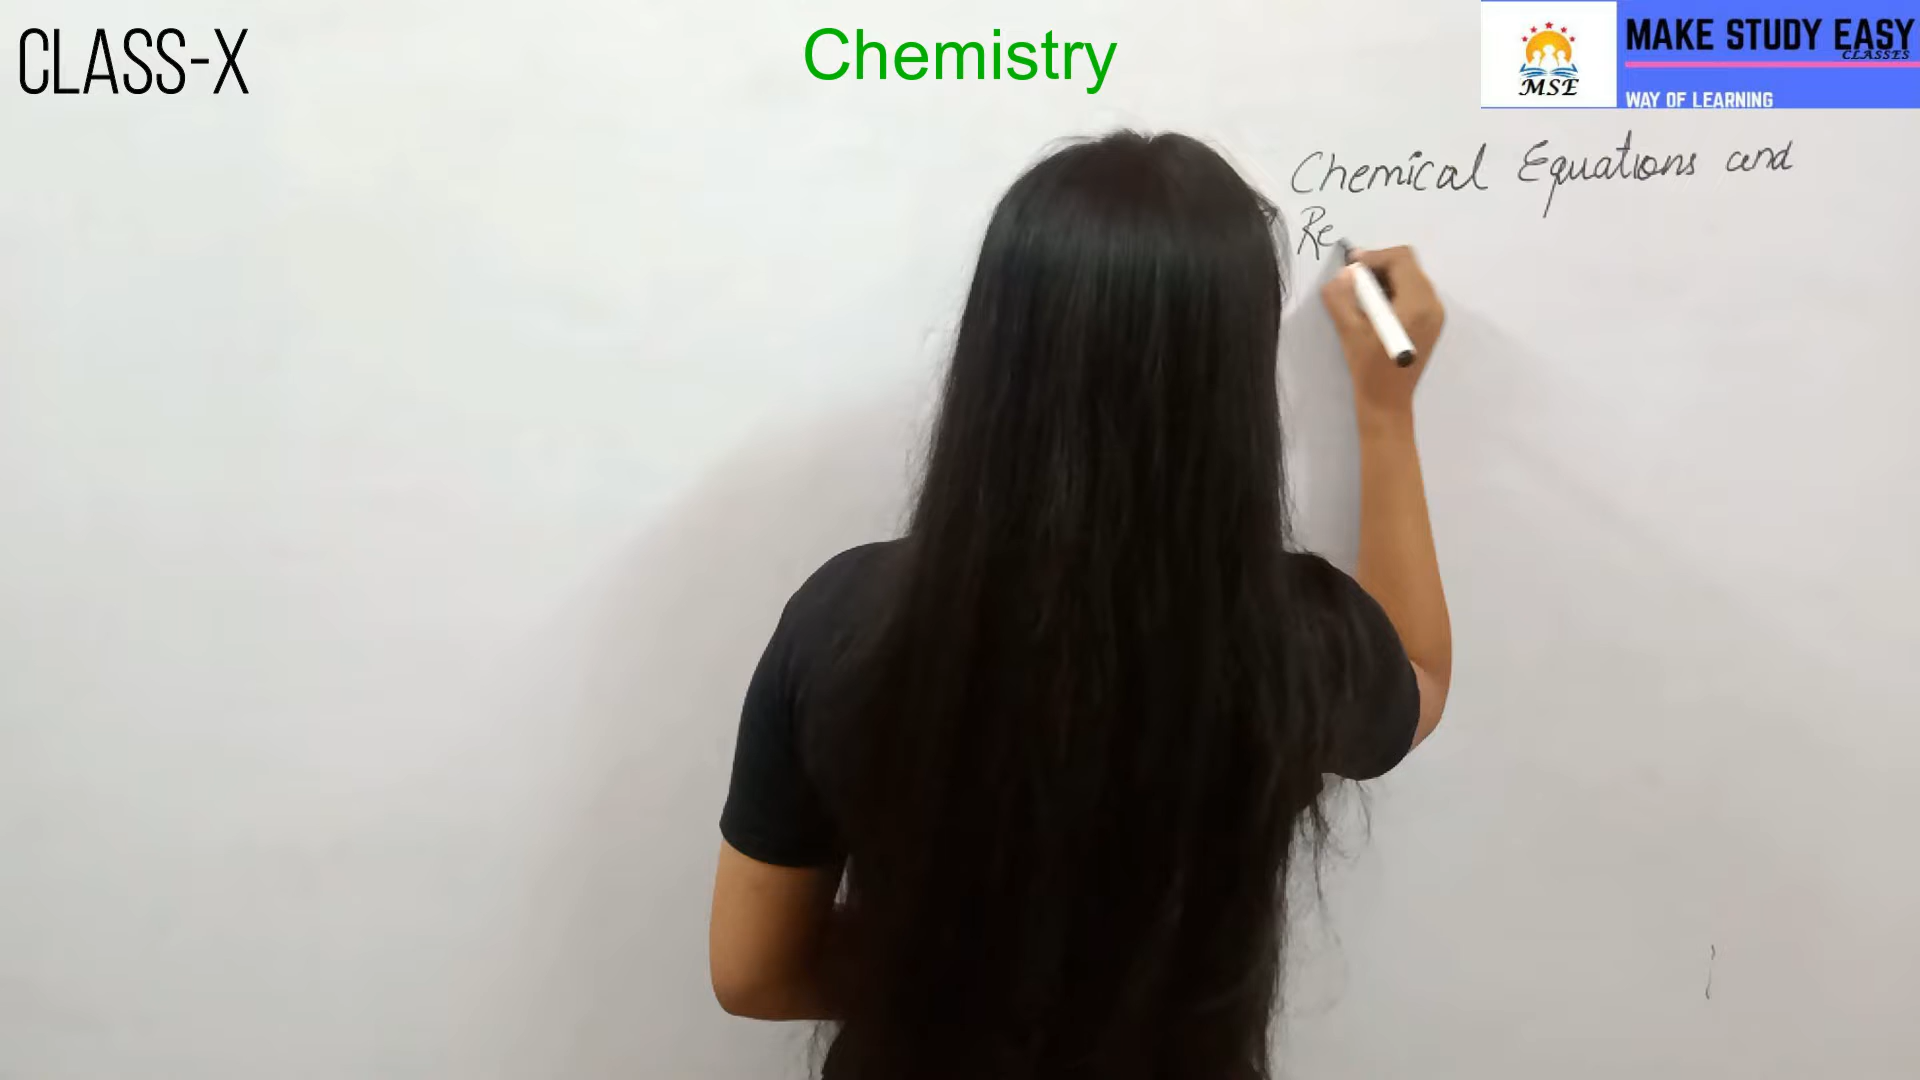 CLASS-X
Chemistry
MAKE STUDY EASY
CLASSES
MSE
WAY OF LEARNING
Chemical Equations and
Re